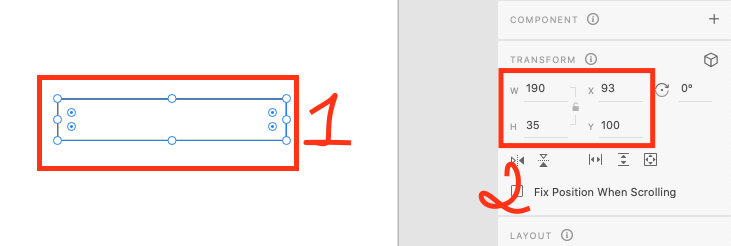 COMPONENT
TRANSFORM
1
W 190 X 93 0°
H 35 Y 100
2
Fix Position When Scrolling
LAYOUT